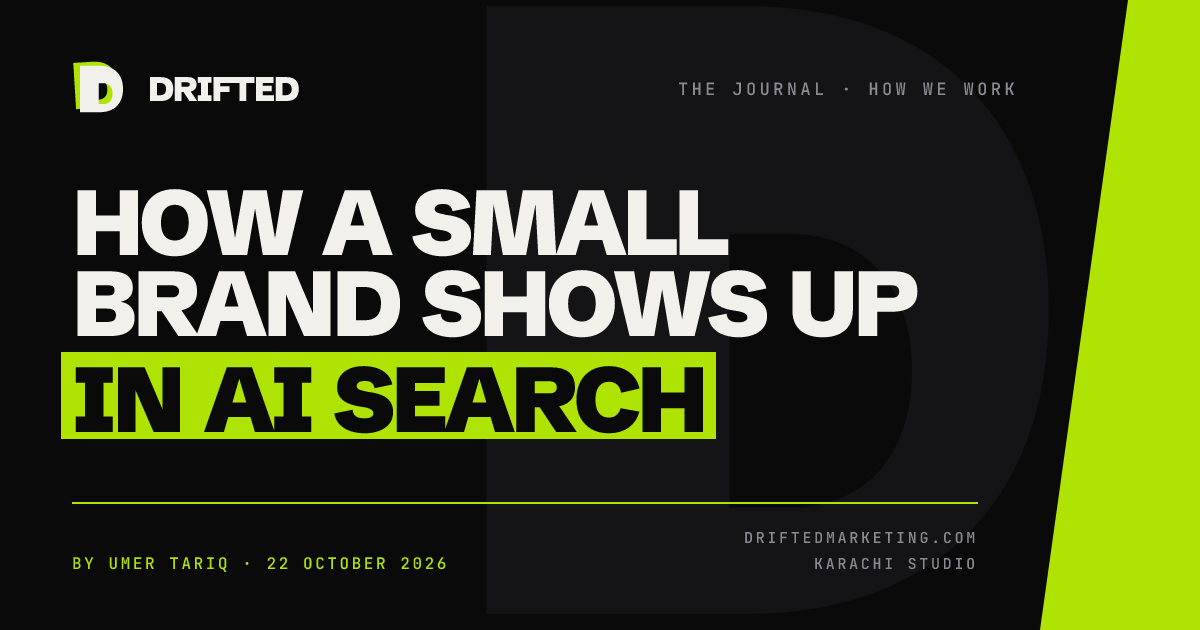 DRIFTED
THE JOURNAL · HOW WE WORK
HOW A SMALL
BRAND SHOWS UP
IN AI SEARCH
DRIFTEDMARKETING.COM
BY UMER TARIQ · 22 OCTOBER 2026
KARACHI STUDIO